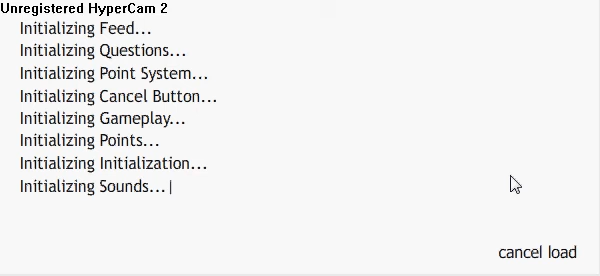 Unregistered HyperCam 2
Initializing Feed...
Initializing Questions...
Initializing Point System...
Initializing Cancel Button...
Initializing Gameplay...
Initializing Points...
Initializing Initialization...
Initializing Sounds...|
cancel load